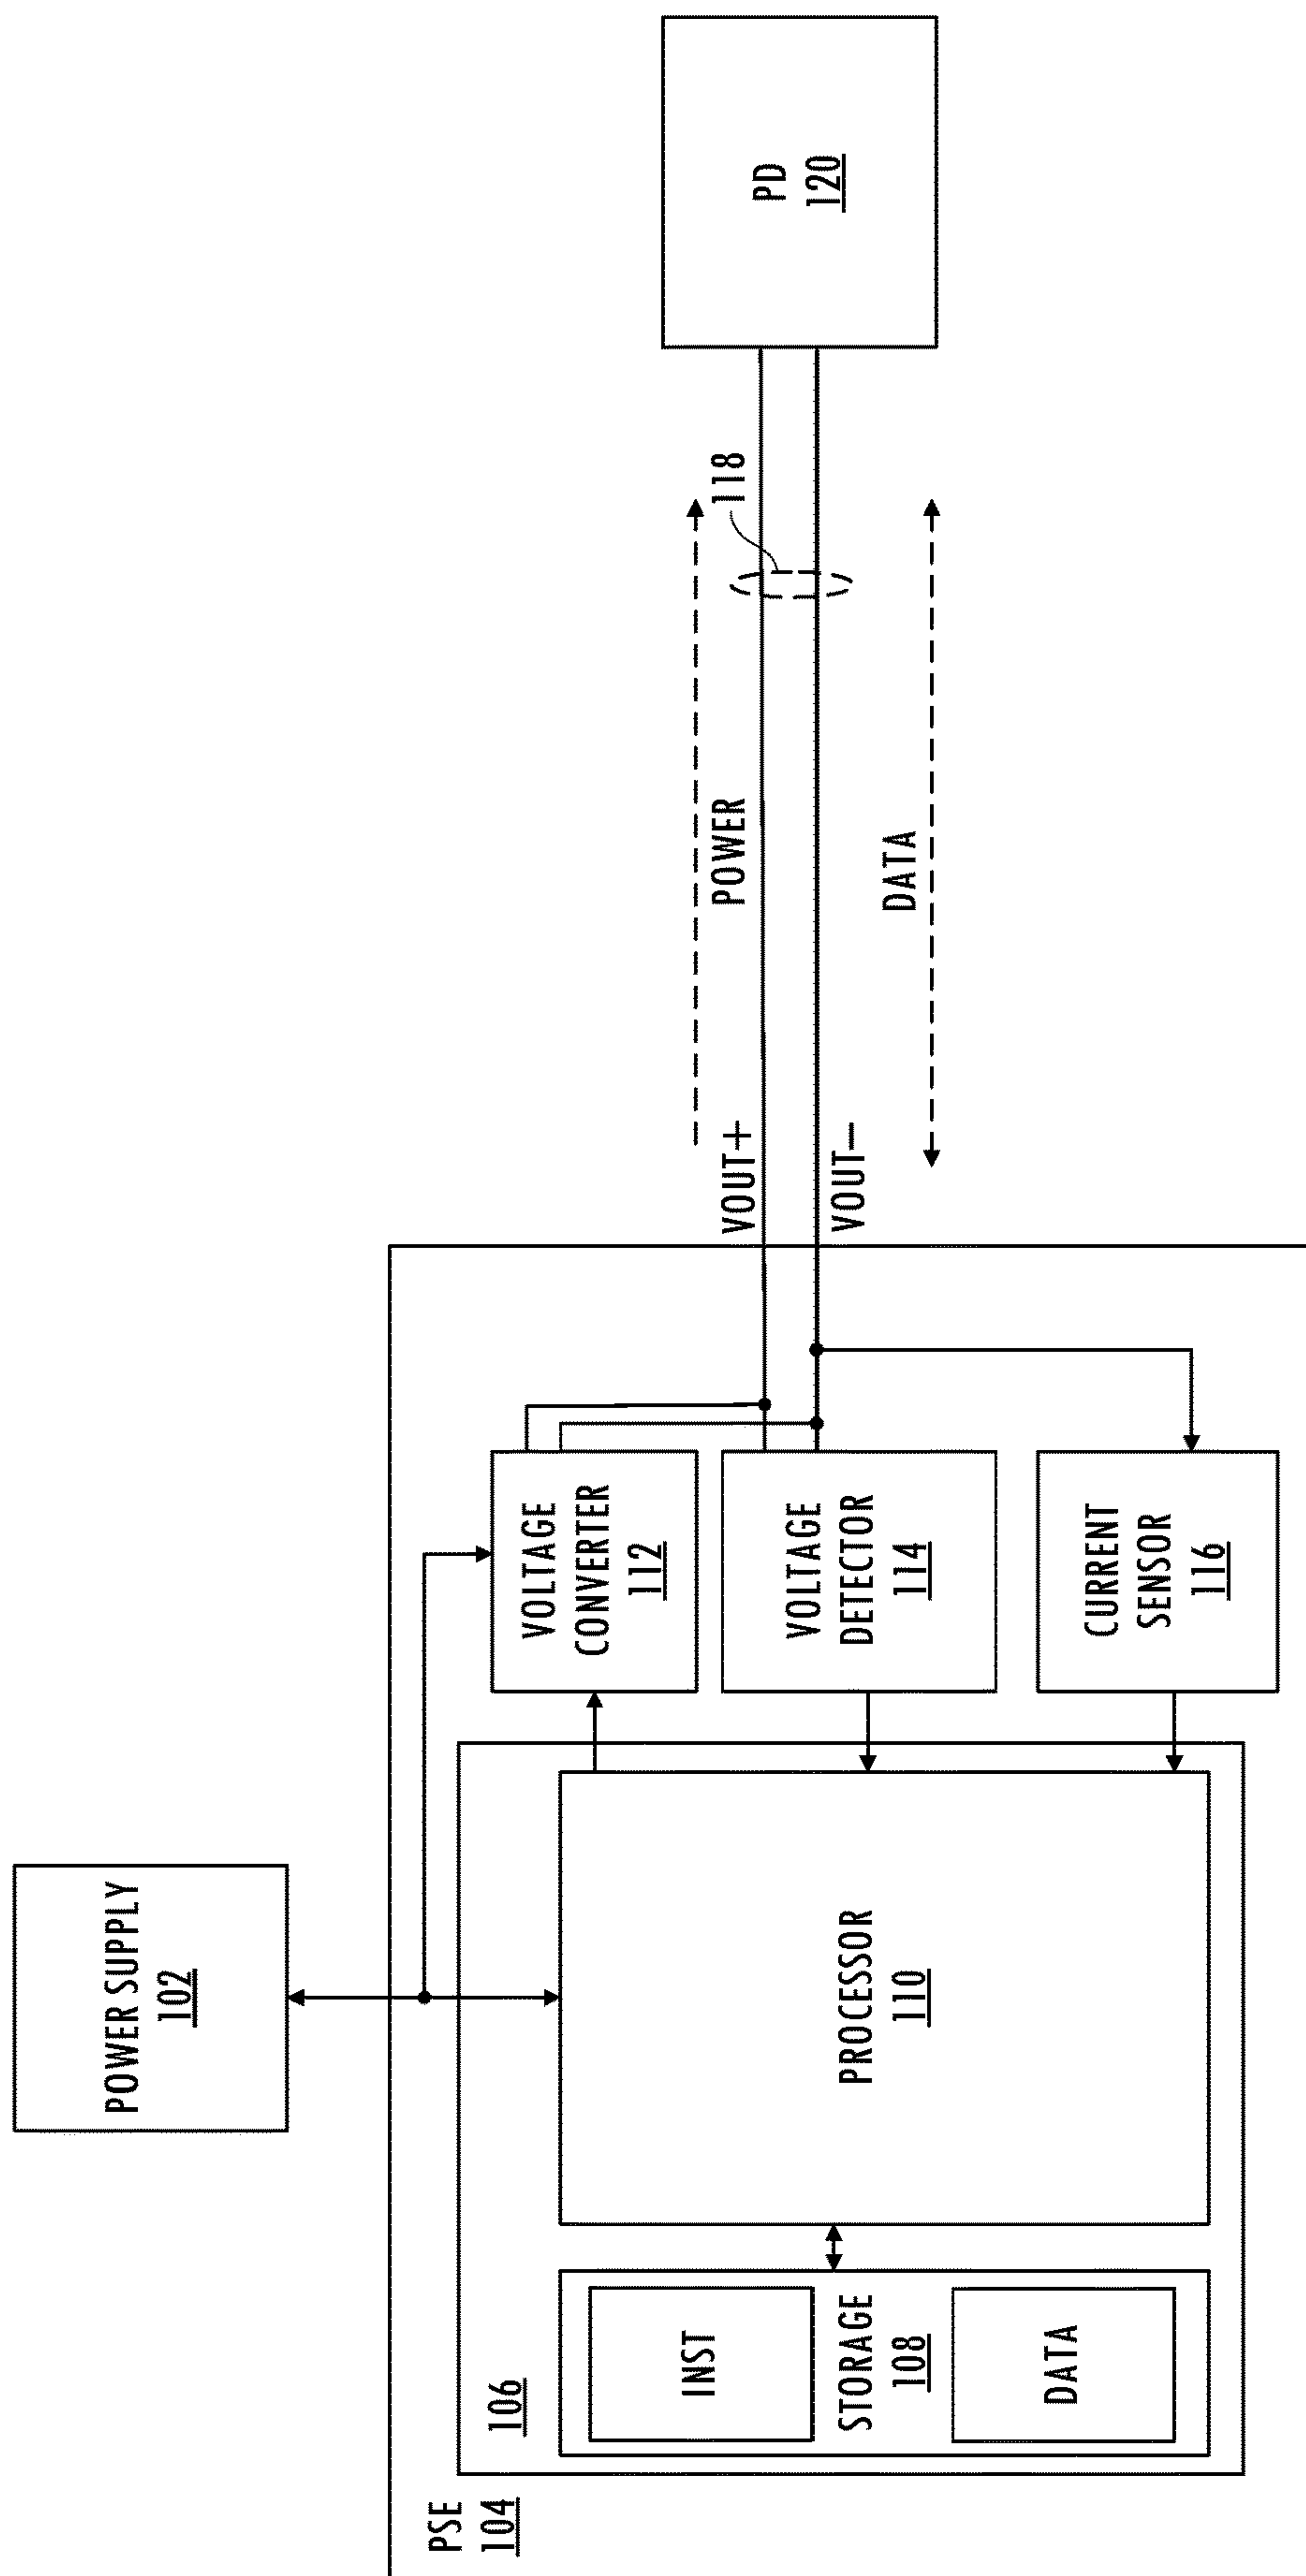 POWER SUPPLY
102
PSE
104
106
INST
STORAGE
108
DATA
PROCESSOR
110
VOLTAGE
CONVERTER
112
VOLTAGE
DETECTOR
114
CURRENT
SENSOR
116
VOUT+
VOUT−
POWER
DATA
118
PD
120